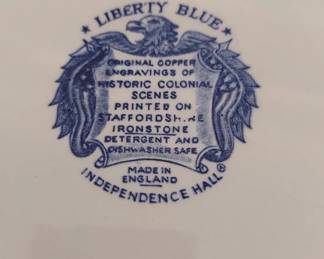 ★ LIBERTY BLUE ★
ORIGINAL COPPER
ENGRAVINGS OF
HISTORIC COLONIAL
SCENES
PRINTED ON
STAFFORDSHIRE
IRONSTONE
DETERGENT AND
DISHWASHER SAFE
MADE IN
ENGLAND
INDEPENDENCE HALL®